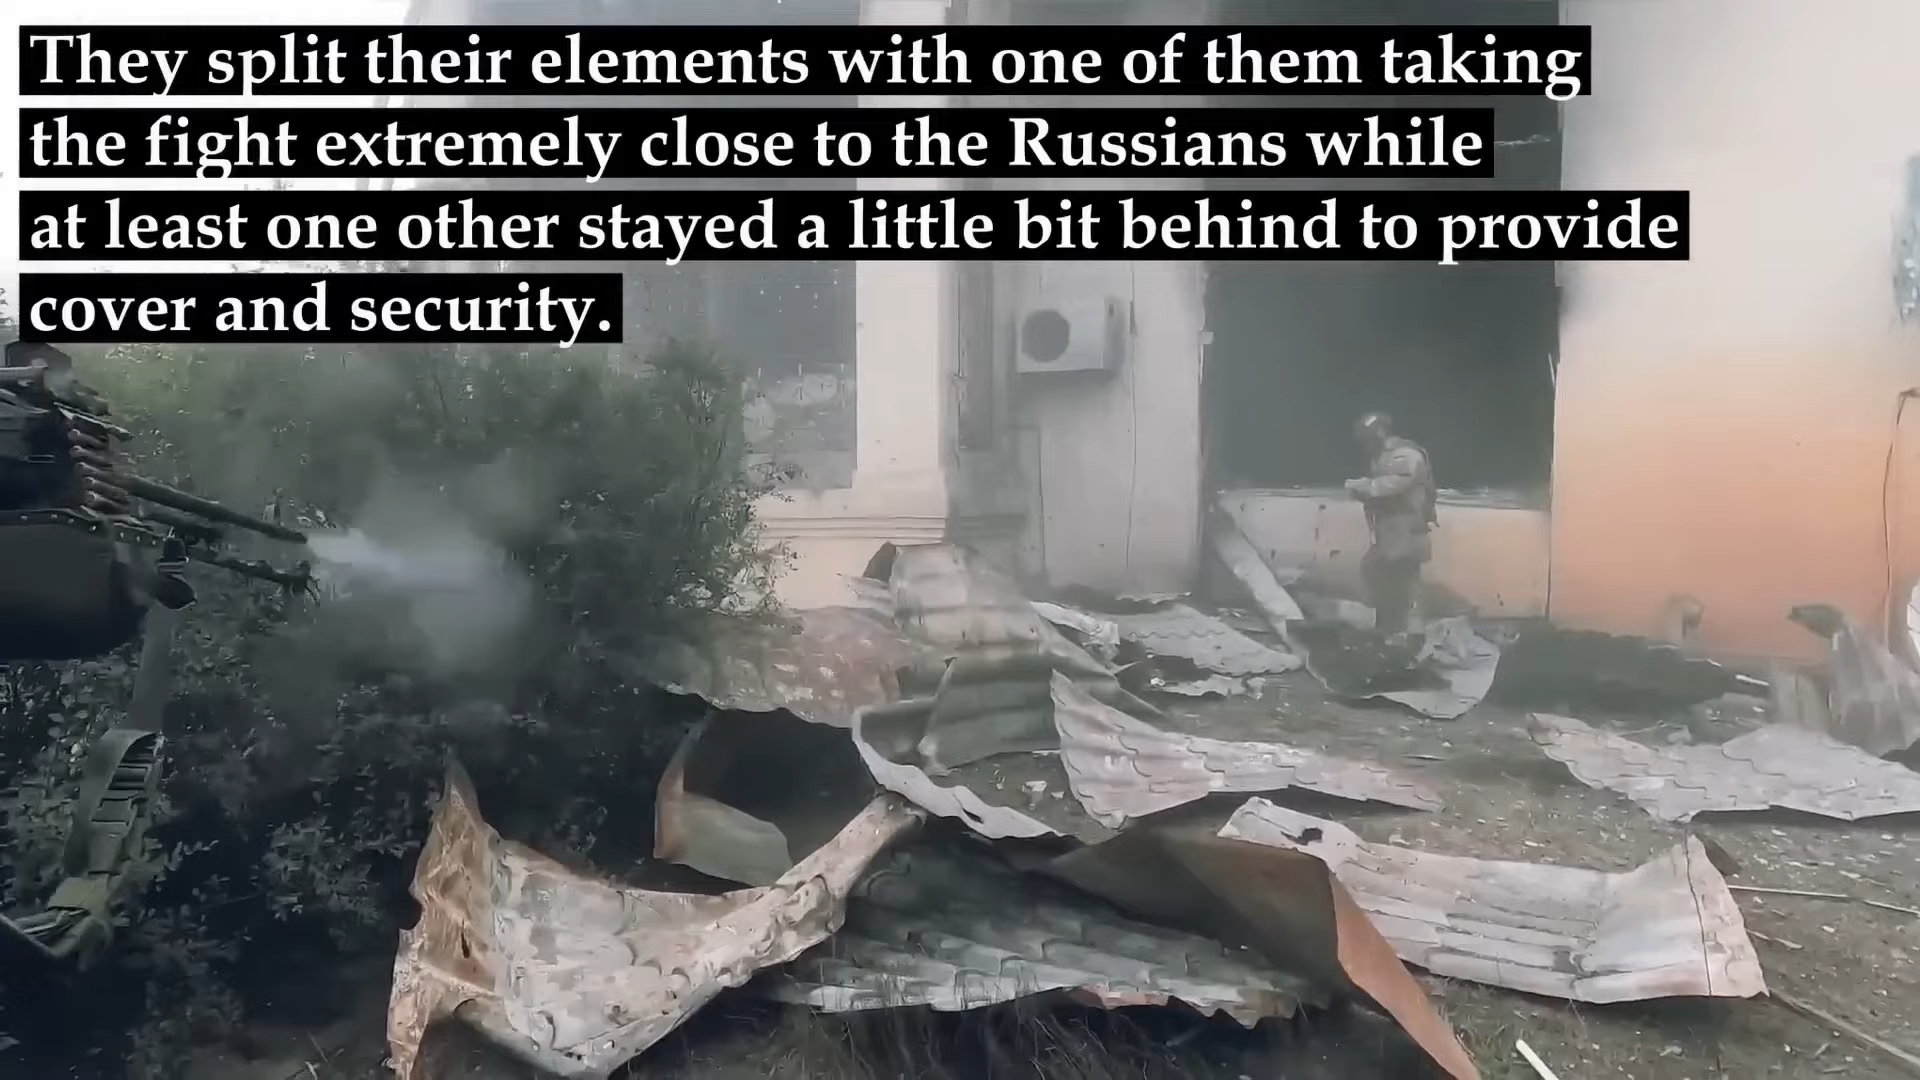 They split their elements with one of them taking
the fight extremely close to the Russians while
at least one other stayed a little bit behind to provide
cover and security.